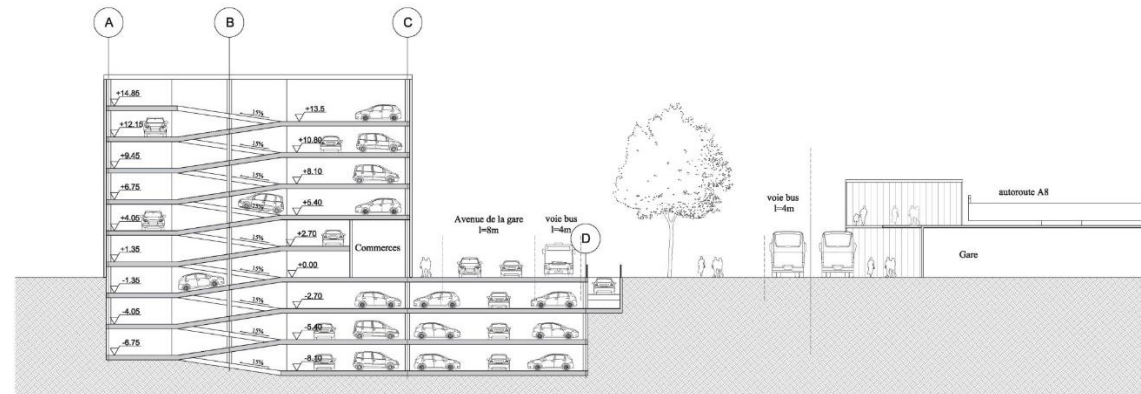 A
B
C
+14.85
15%
+13.5
+12.15
15%
+10.80
+9.45
15%
+8.10
+6.75
15%
+5.40
+4.05
15%
+2.70
Commerces
+1.35
15%
+0.00
-1.35
15%
-2.70
-4.05
15%
-5.40
-6.75
15%
-8.10
Avenue de la gare
l=8m
voie bus
l=4m
D
voie bus
l=4m
autoroute A8
Gare